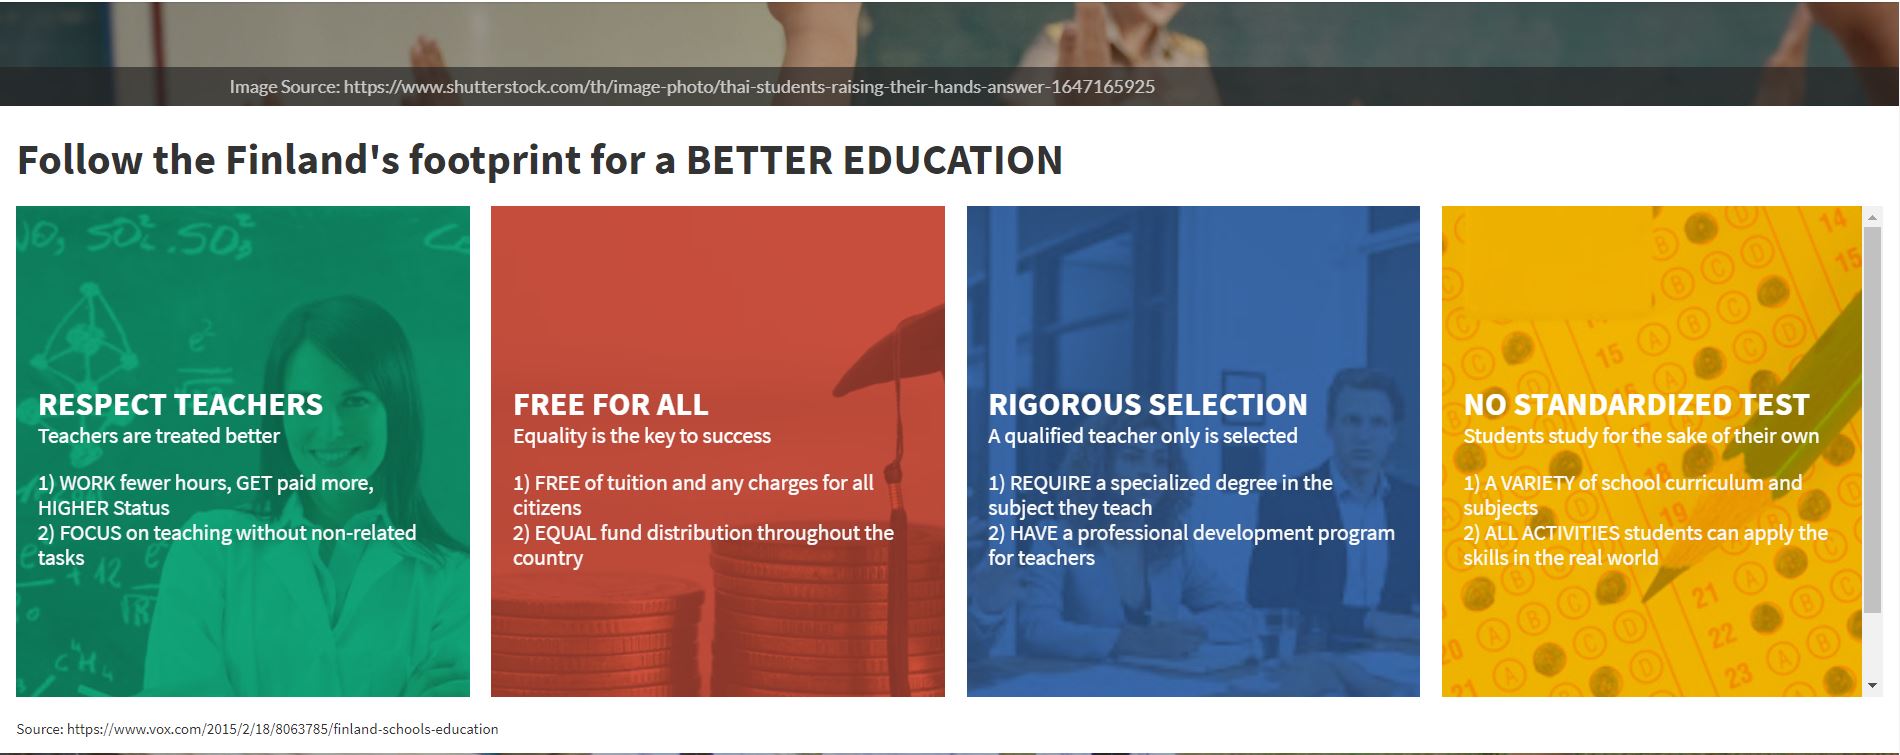 Image Source: https://www.shutterstock.com/th/image-photo/thai-students-raising-their-hands-answer-1647165925
Follow the Finland's footprint for a BETTER EDUCATION
RESPECT TEACHERS
Teachers are treated better
1) WORK fewer hours, GET paid more,
HIGHER Status
2) FOCUS on teaching without non-related
tasks
FREE FOR ALL
Equality is the key to success
1) FREE of tuition and any charges for all
citizens
2) EQUAL fund distribution throughout the
country
RIGOROUS SELECTION
A qualified teacher only is selected
1) REQUIRE a specialized degree in the
subject they teach
2) HAVE a professional development program
for teachers
NO STANDARDIZED TEST
Students study for the sake of their own
1) A VARIETY of school curriculum and
subjects
2) ALL ACTIVITIES students can apply the
skills in the real world
Source: https://www.vox.com/2015/2/18/8063785/finland-schools-education